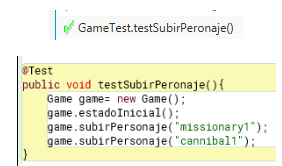 GameTest.testSubirPeronaje()
@Test
public void testSubirPeronaje(){
Game game= new Game();
game.estadoInicial();
game.subirPersonaje("missionary1");
game.subirPersonaje("cannibal1");
}